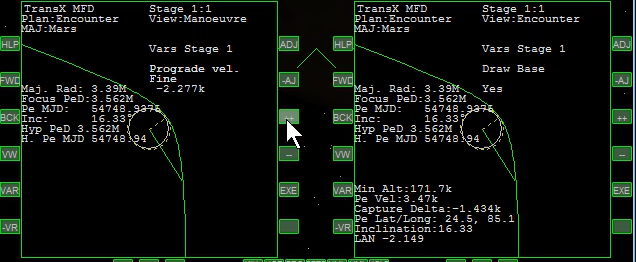 TransX MFD Stage 1:1
Plan:Encounter View:Manoeuvre
MAJ:Mars
HLP
ADJ
Vars Stage 1
FWD
-AJ
Prograde vel.
Fine
-2.277k
Maj. Rad: 3.39M
Focus PeD:3.562M
Pe MJD: 54748.9375
Inc: 16.33°
Hyp PeD 3.562M
H. Pe MJD 54748.94
BCK
++
VW
--
VAR
EXE
-VR
TransX MFD Stage 1:1
Plan:Encounter View:Encounter
MAJ:Mars
HLP
ADJ
Vars Stage 1
FWD
-AJ
Draw Base
Yes
Maj. Rad: 3.39M
Focus PeD:3.562M
Pe MJD: 54748.9375
Inc: 16.33°
Hyp PeD 3.562M
H. Pe MJD 54748.94
BCK
++
VW
--
VAR
EXE
-VR
Min Alt:171.7k
Pe Vel:3.47k
Capture Delta:-1.434k
Pe Lat/Long: 24.5, 85.1
Inclination:16.33
LAN -2.149